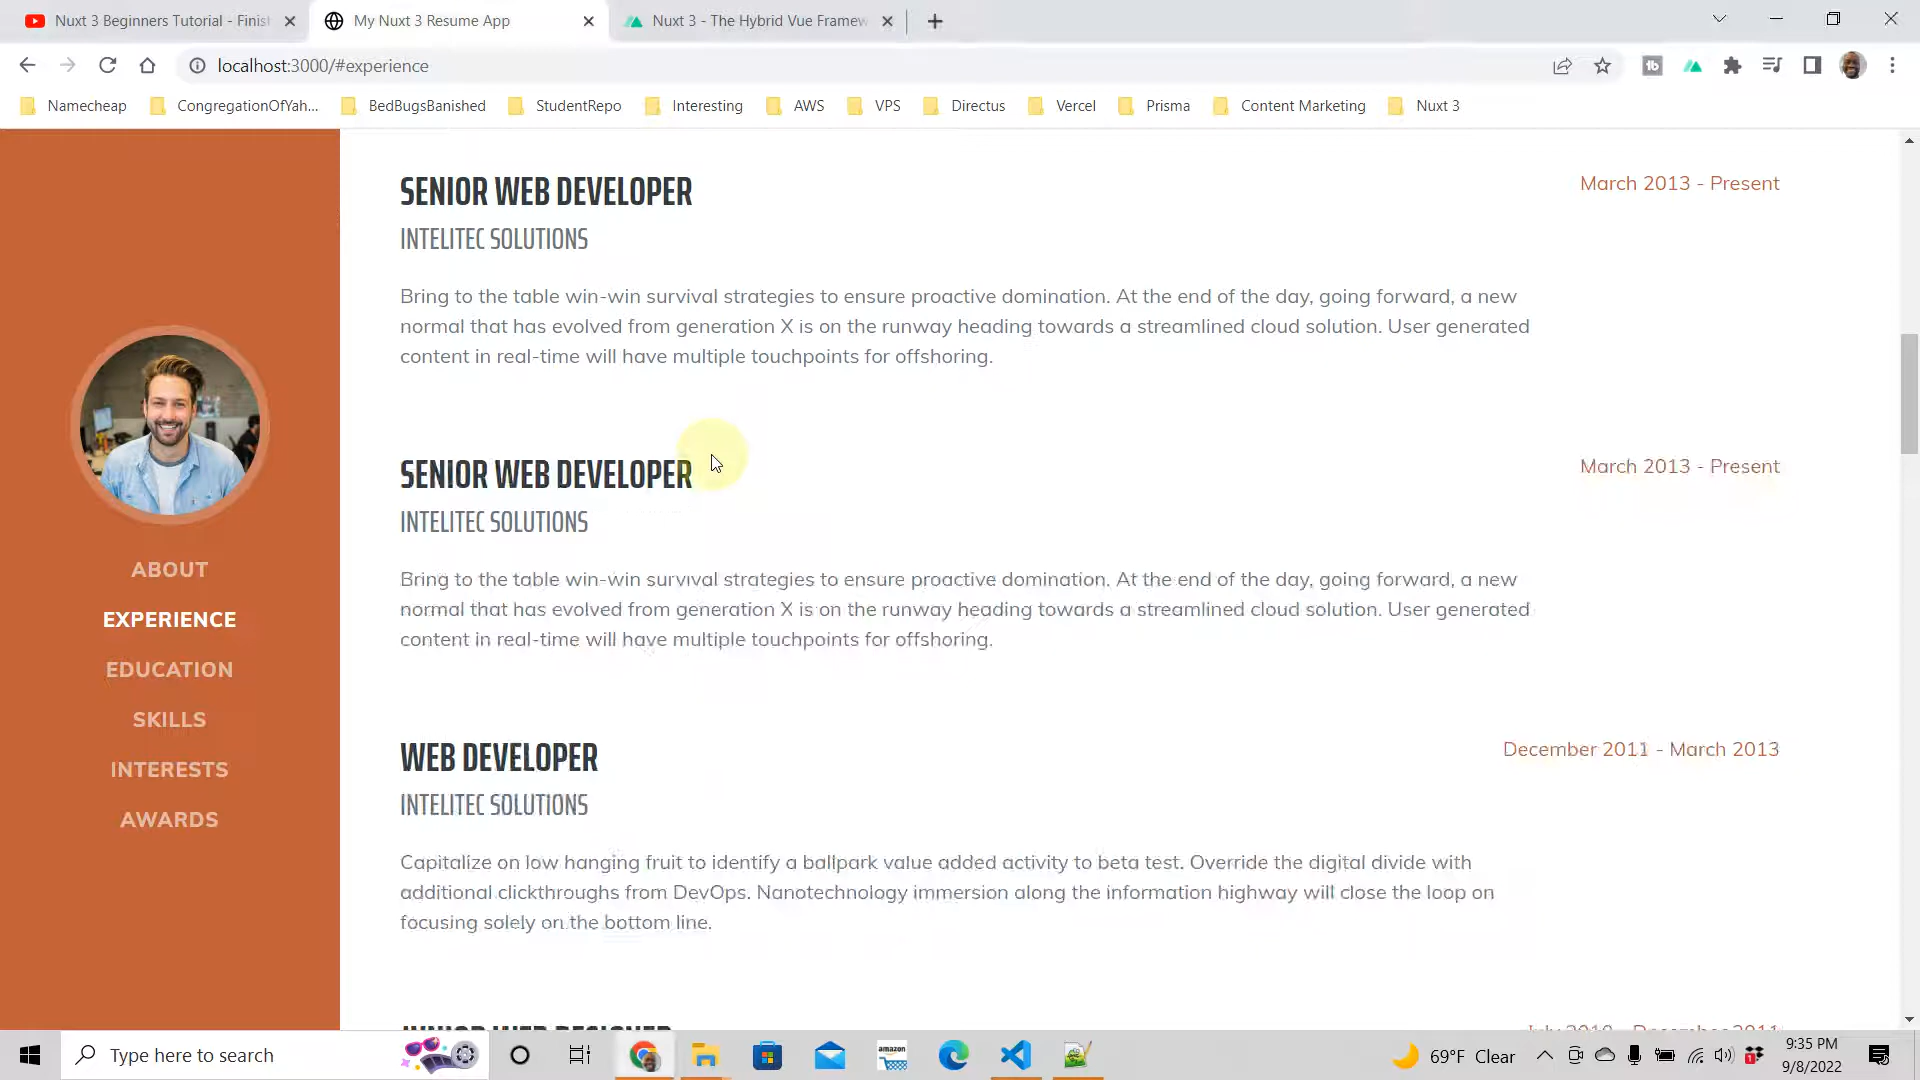 Nuxt 3 Beginners Tutorial - Finis
My Nuxt 3 Resume App
Nuxt 3 - The Hybrid Vue Framew
localhost:3000/#experience
Namecheap
CongregationOfYah...
BedBugsBanished
StudentRepo
Interesting
AWS
VPS
Directus
Vercel
Prisma
Content Marketing
Nuxt 3
SENIOR WEB DEVELOPER
March 2013 - Present
INTELITEC SOLUTIONS
Bring to the table win-win survival strategies to ensure proactive domination. At the end of the day, going forward, a new
normal that has evolved from generation X is on the runway heading towards a streamlined cloud solution. User generated
content in real-time will have multiple touchpoints for offshoring.
SENIOR WEB DEVELOPER
March 2013 - Present
INTELITEC SOLUTIONS
Bring to the table win-win survival strategies to ensure proactive domination. At the end of the day, going forward, a new
normal that has evolved from generation X is on the runway heading towards a streamlined cloud solution. User generated
content in real-time will have multiple touchpoints for offshoring.
WEB DEVELOPER
December 2011 - March 2013
INTELITEC SOLUTIONS
Capitalize on low hanging fruit to identify a ballpark value added activity to beta test. Override the digital divide with
additional clickthroughs from DevOps. Nanotechnology immersion along the information highway will close the loop on
focusing solely on the bottom line.
ABOUT
EXPERIENCE
EDUCATION
SKILLS
INTERESTS
AWARDS
Type here to search
amazon
69°F Clear
9:35 PM
9/8/2022